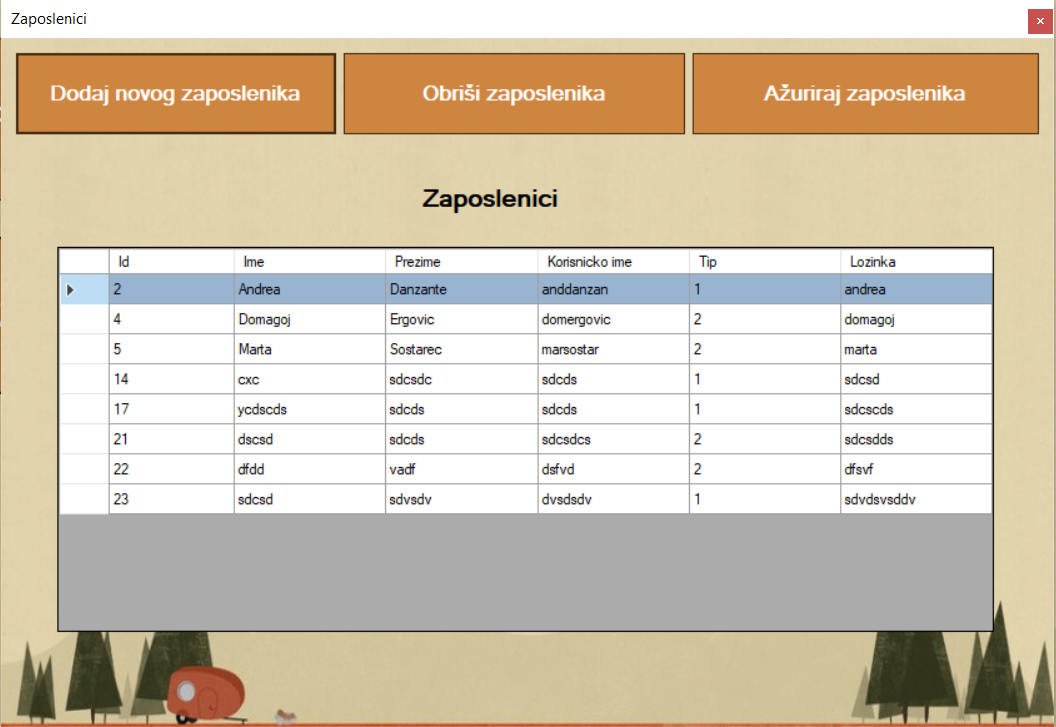 Zaposlenici
Dodaj novog zaposlenika Obriši zaposlenika Ažuriraj zaposlenika
Zaposlenici
Id Ime Prezime Korisnicko ime Tip Lozinka
2 Andrea Danzante anddanzan 1 andrea
4 Domagoj Ergovic domergovic 2 domagoj
5 Marta Sostarec marsostar 2 marta
14 cxc sdcsdc sdcds 1 sdcsd
17 ycdscds sdcds sdcds 1 sdcscds
21 dscsd sdcds sdcsdcs 2 sdcsdds
22 dfdd vadf dsfvd 2 dfsvf
23 sdcsd sdvsdv dvsdsdv 1 sdvdsvsddv